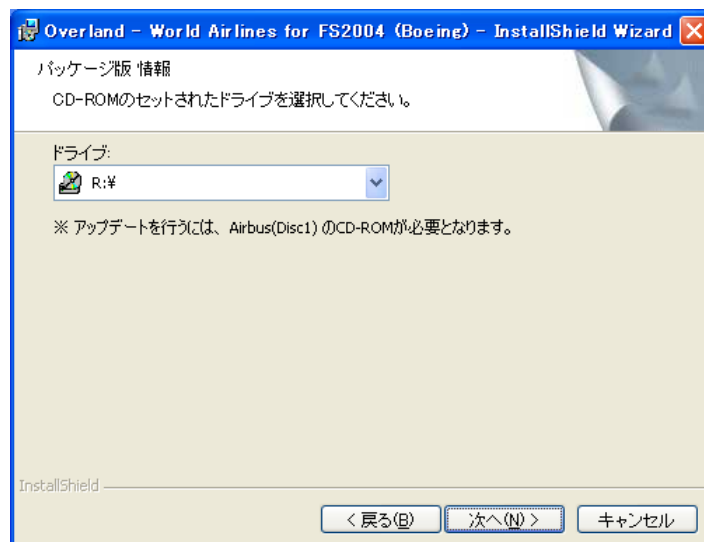 Overland - World Airlines for FS2004 (Boeing) - InstallShield Wizard
パッケージ版 情報
CD-ROMのセットされたドライブを選択してください。
ドライブ:
R:¥
※ アップデートを行うには、Airbus(Disc1) のCD-ROMが必要となります。
InstallShield
< 戻る(B)
次へ(N) >
キャンセル